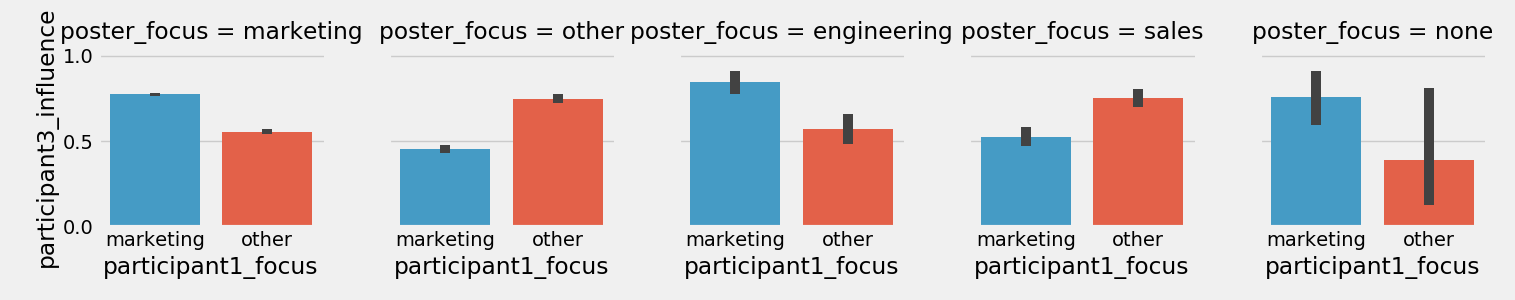 poster_focus = marketing poster_focus = other poster_focus = engineering poster_focus = sales poster_focus = none
participant3_influence
1.0
0.5
0.0
marketing other marketing other marketing other marketing other marketing other
participant1_focus participant1_focus participant1_focus participant1_focus participant1_focus